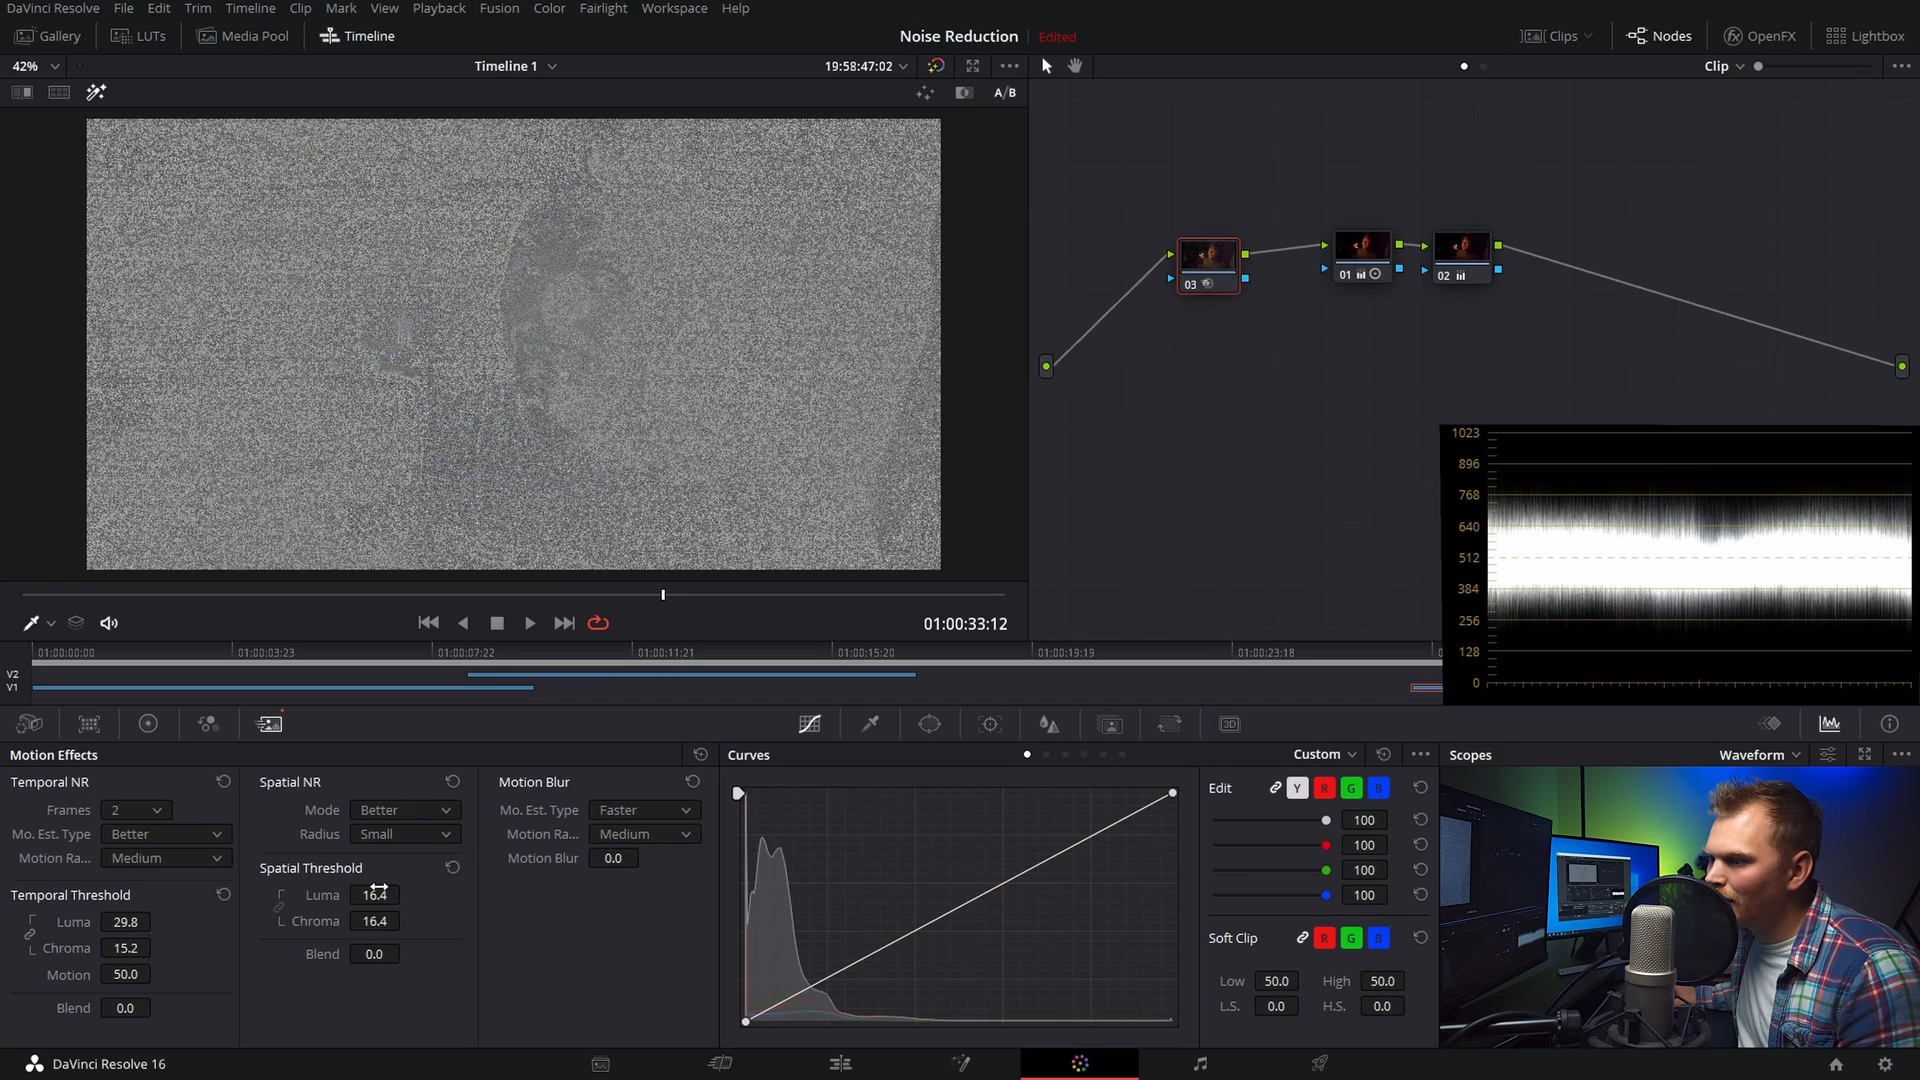 DaVinci Resolve File Edit Trim Timeline Clip Mark View Playback Fusion Color Fairlight Workspace Help
Gallery LUTs Media Pool Timeline Noise Reduction Edited Clips Nodes OpenFX Lightbox
42% Timeline 1 19:58:47:02 Clip
A/B
03
01
02
01:00:33:12
1023
896
768
640
512
384
256
128
0
01:00:00:00 01:00:03:23 01:00:07:22 01:00:11:21 01:00:15:20 01:00:19:19 01:00:23:18
V2
V1
3D
Motion Effects
Temporal NR
Frames 2
Mo. Est. Type Better
Motion Ra... Medium
Temporal Threshold
Luma 29.8
Chroma 15.2
Motion 50.0
Blend 0.0
Spatial NR
Mode Better
Radius Small
Spatial Threshold
Luma 16.4
Chroma 16.4
Blend 0.0
Motion Blur
Mo. Est. Type Faster
Motion Ra... Medium
Motion Blur 0.0
Curves Custom
Edit Y R G B
100
100
100
100
Soft Clip R G B
Low 50.0 High 50.0
L.S. 0.0 H.S. 0.0
Scopes Waveform
DaVinci Resolve 16